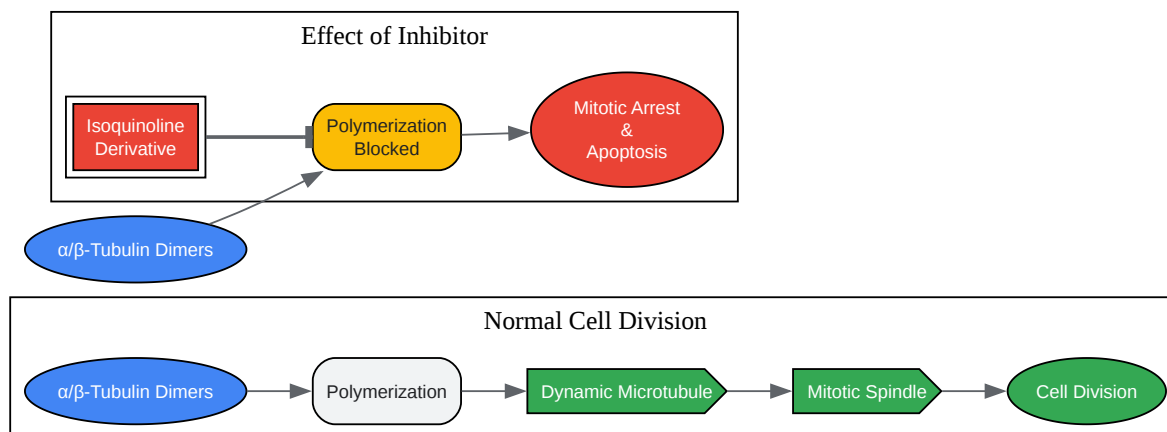 Effect of Inhibitor
Isoquinoline
Derivative
Polymerization
Blocked
Mitotic Arrest
&
Apoptosis
α/β-Tubulin Dimers
Normal Cell Division
α/β-Tubulin Dimers
Polymerization
Dynamic Microtubule
Mitotic Spindle
Cell Division